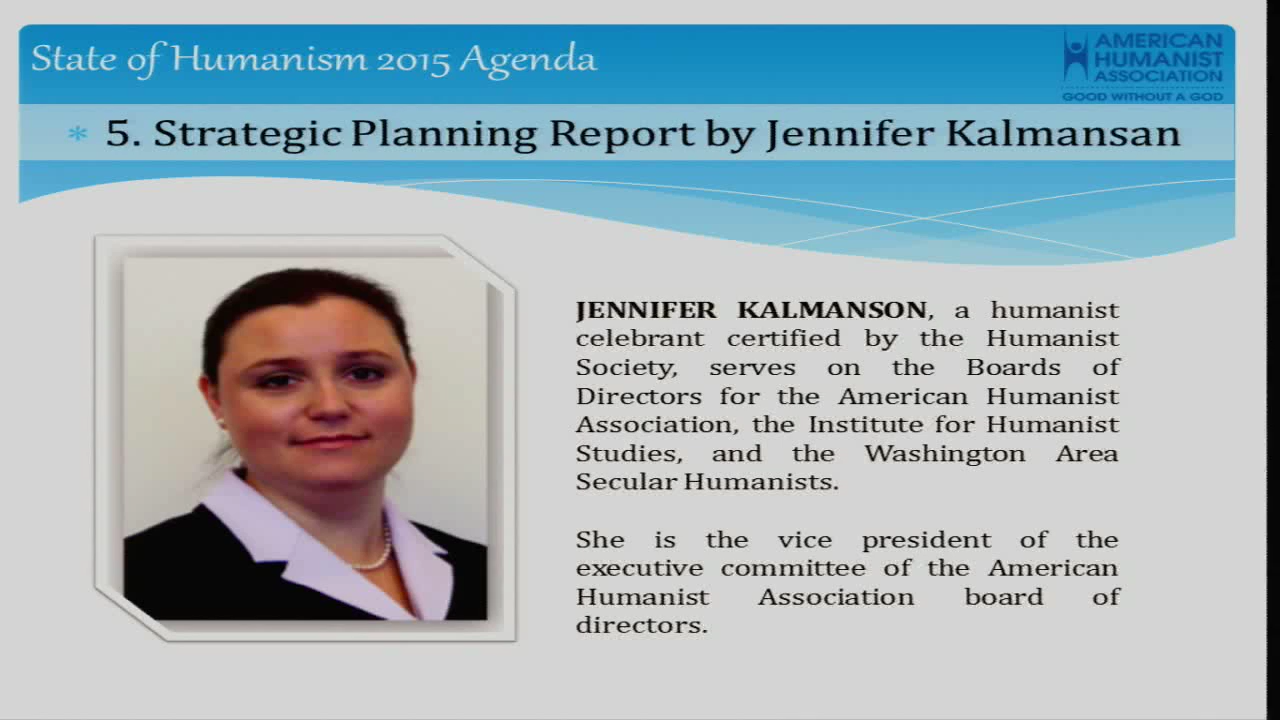 State of Humanism 2015 Agenda
AMERICAN
HUMANIST
ASSOCIATION
GOOD WITHOUT A GOD
* 5. Strategic Planning Report by Jennifer Kalmansan
JENNIFER KALMANSON, a humanist
celebrant certified by the Humanist
Society, serves on the Boards of
Directors for the American Humanist
Association, the Institute for Humanist
Studies, and the Washington Area
Secular Humanists.
She is the vice president of the
executive committee of the American
Humanist Association board of
directors.